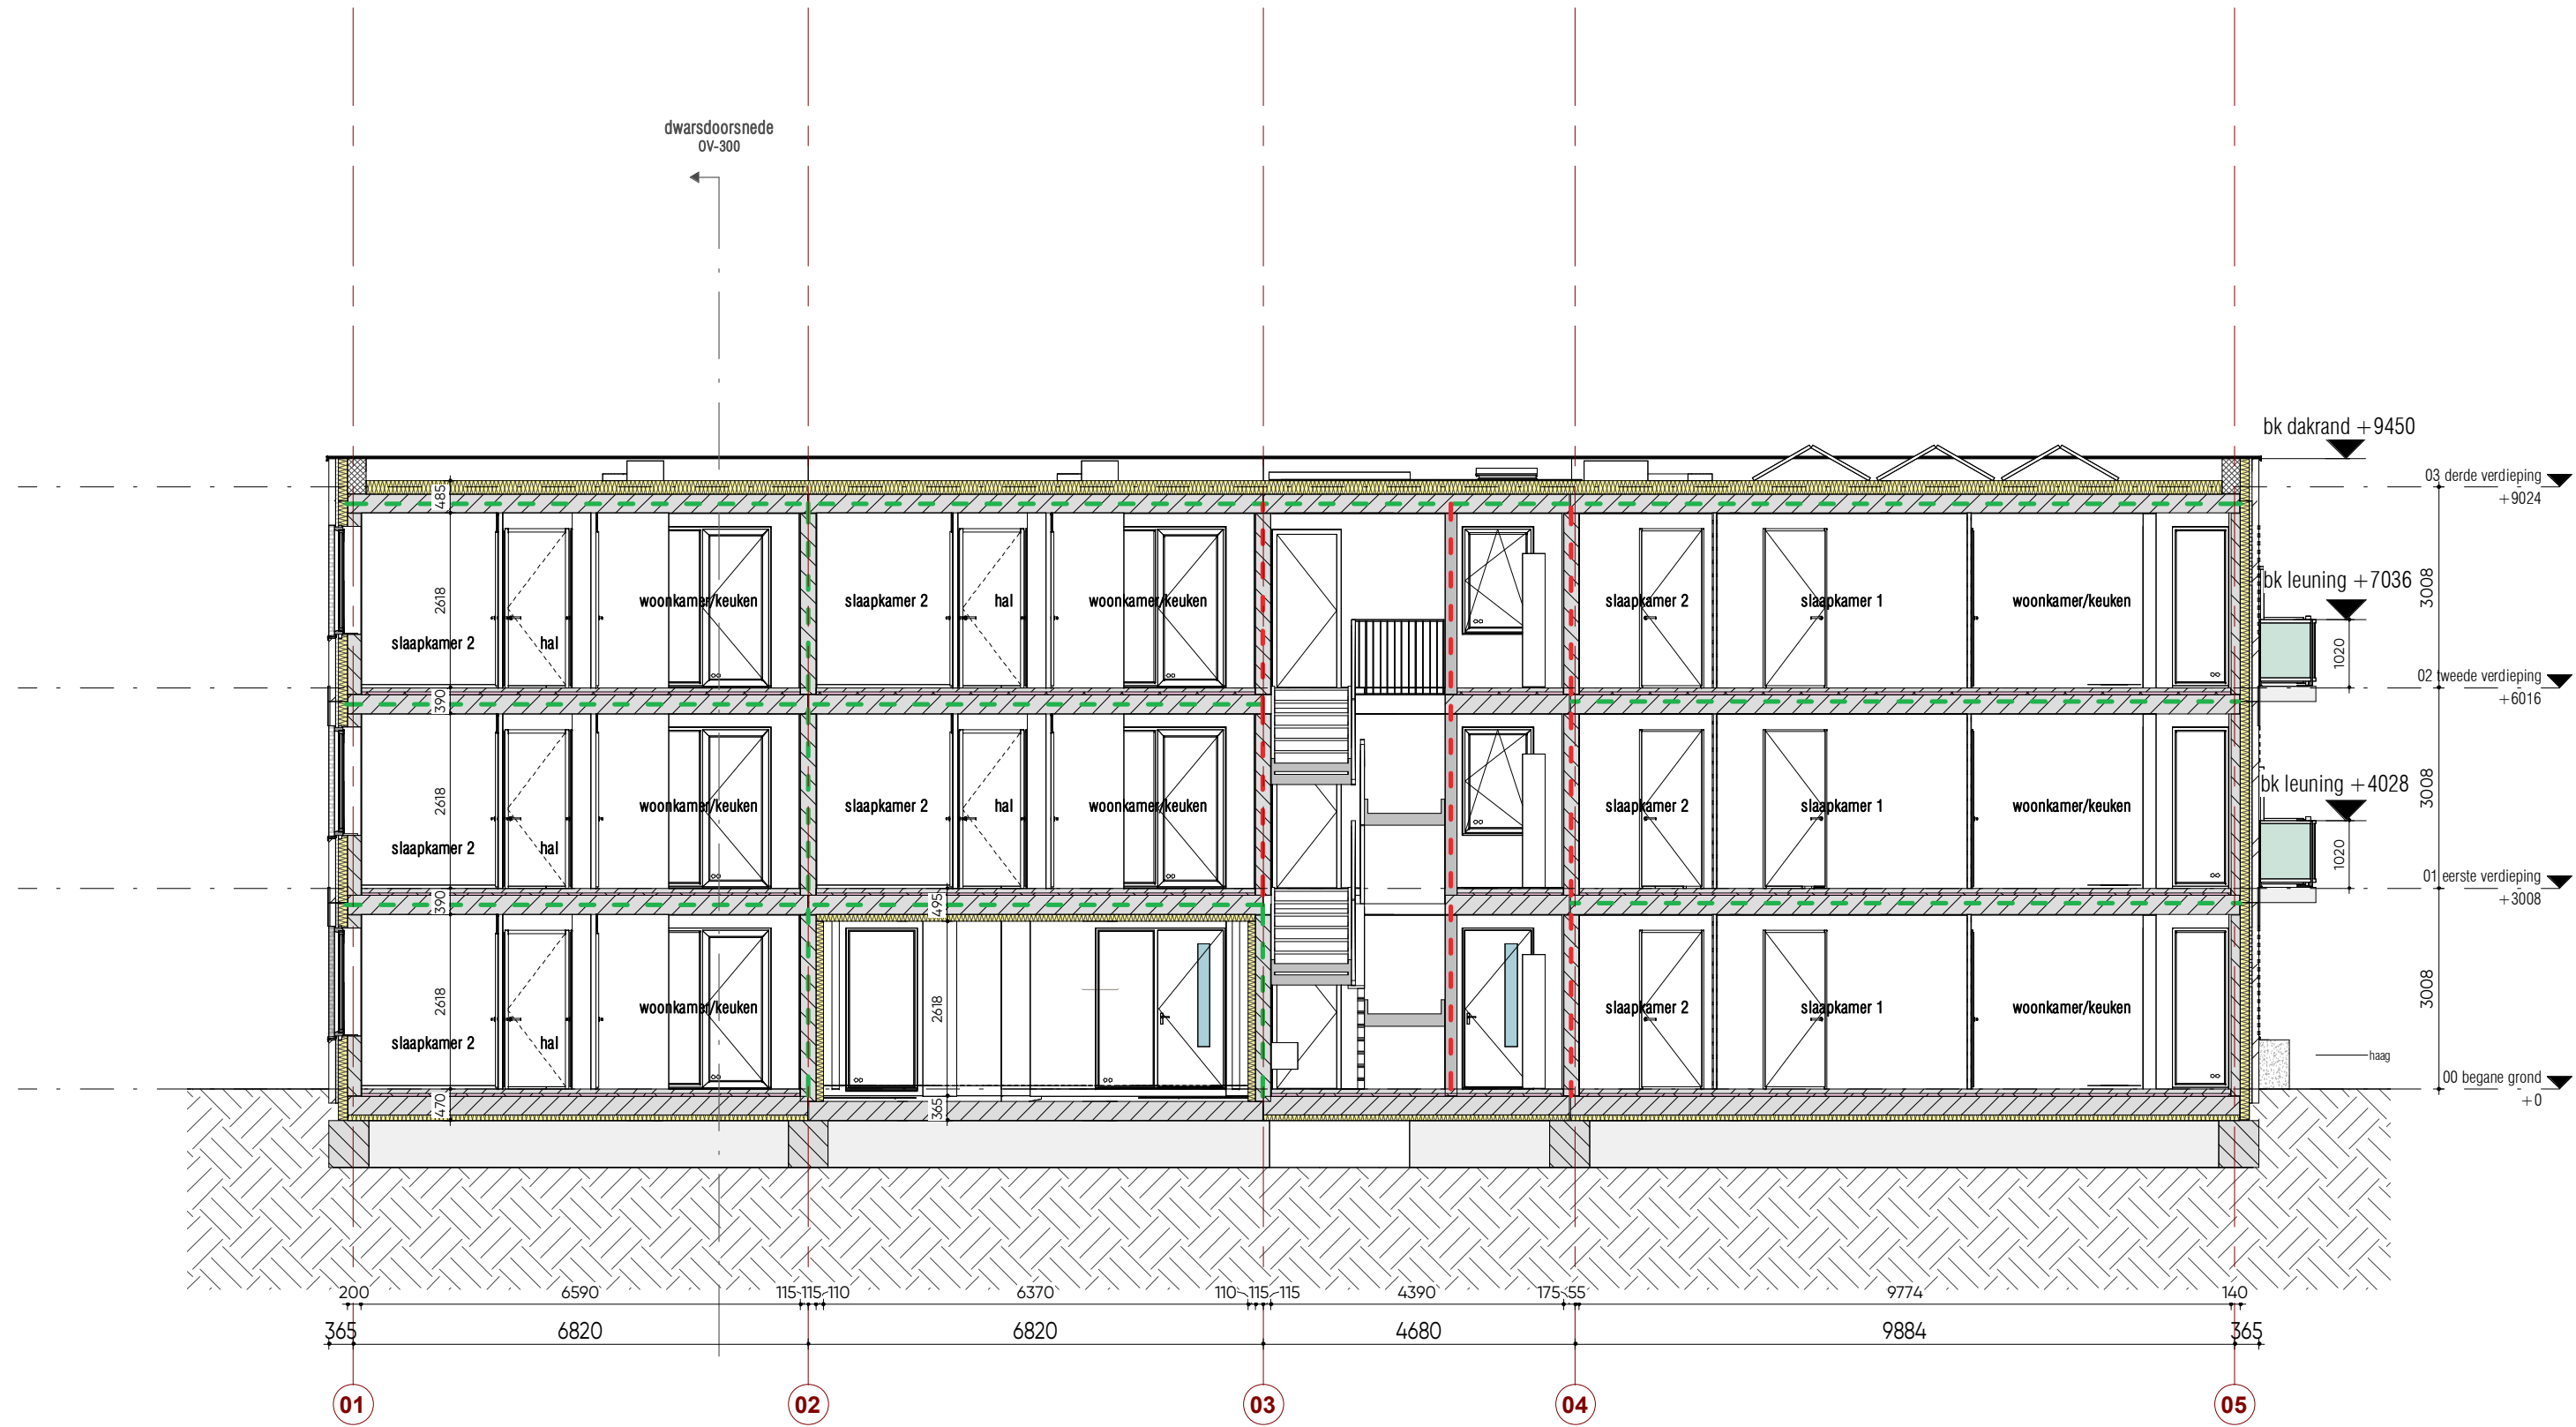 dwarsdoorsnede
OV-300
bk dakrand +9450
03 derde verdieping
+9024
485
2618
slaapkamer 2
hal
woonkamer/keuken
slaapkamer 2
hal
woonkamer/keuken
slaapkamer 2
slaapkamer 1
woonkamer/keuken
bk leuning +7036
3008
1020
02 tweede verdieping
+6016
390
2618
slaapkamer 2
hal
woonkamer/keuken
slaapkamer 2
hal
woonkamer/keuken
slaapkamer 2
slaapkamer 1
woonkamer/keuken
bk leuning +4028
3008
1020
01 eerste verdieping
+3008
390
495
2618
slaapkamer 2
hal
woonkamer/keuken
2618
slaapkamer 2
slaapkamer 1
woonkamer/keuken
3008
haag
00 begane grond
+0
470
365
200
6590
115
115
110
6370
110
115
115
4390
175
55
9774
140
365
6820
6820
4680
9884
365
01
02
03
04
05